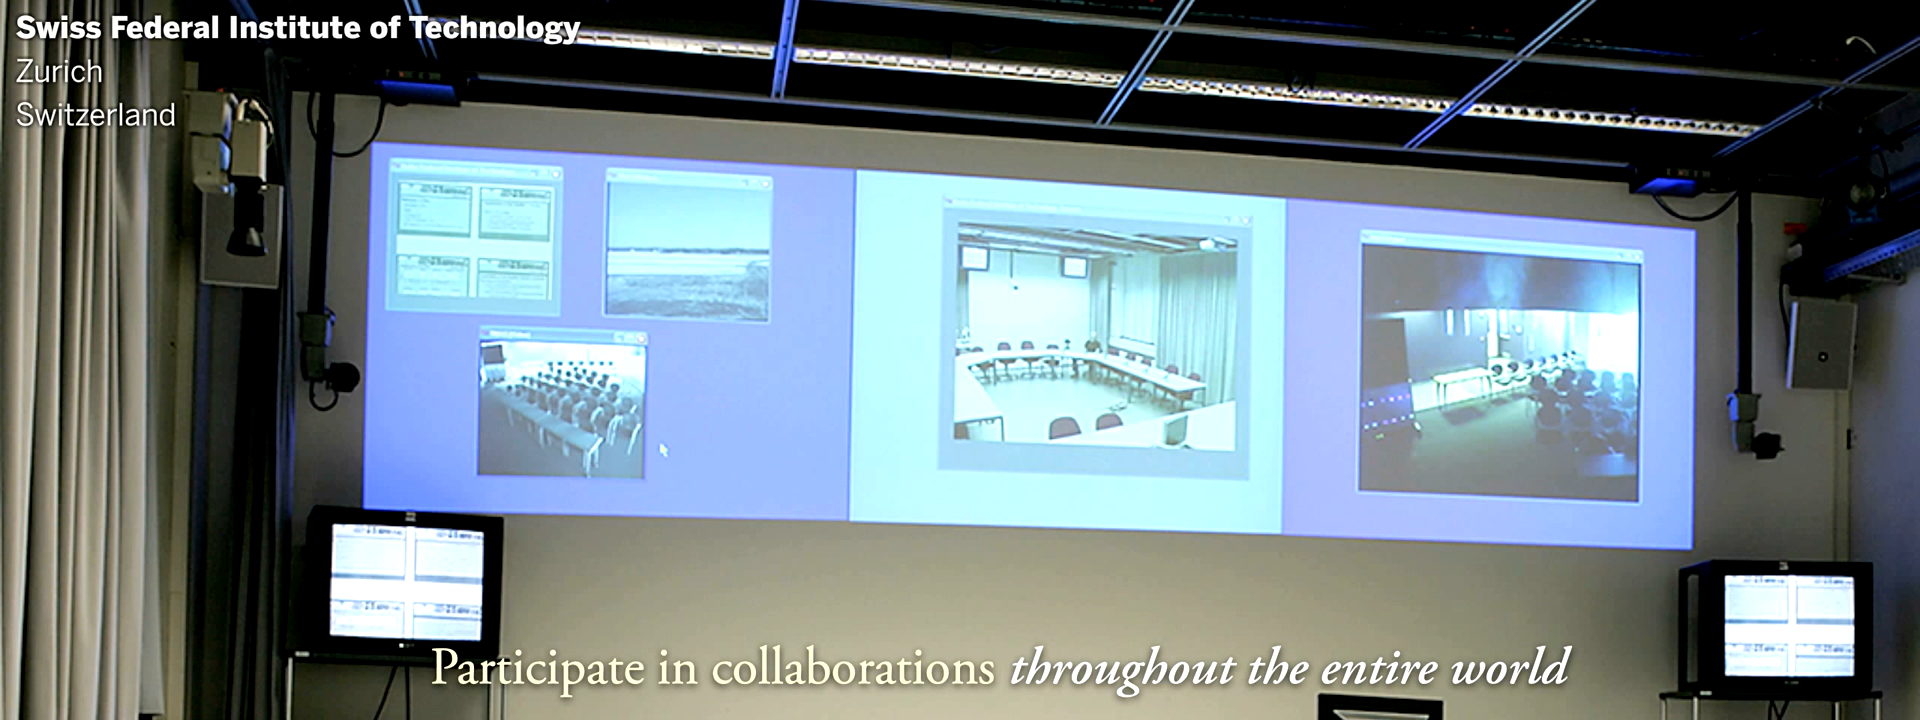 Swiss Federal Institute of Technology
Zurich
Switzerland
Participate in collaborations throughout the entire world